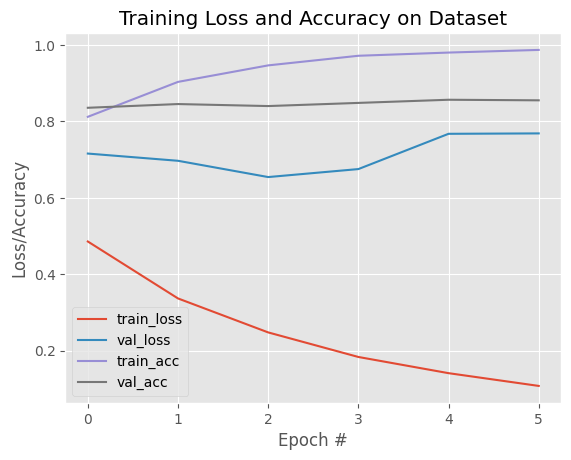 Training Loss and Accuracy on Dataset
1.0
0.8
0.6
0.4
0.2
Loss/Accuracy
train_loss
val_loss
train_acc
val_acc
0 1 2 3 4 5
Epoch #